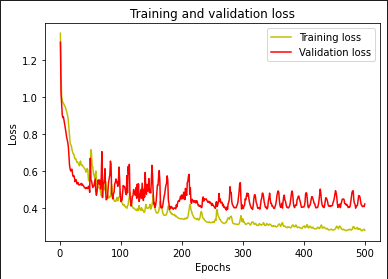 Training and validation loss
Training loss
Validation loss
1.2
1.0
0.8
0.6
0.4
Loss
0
100
200
300
400
500
Epochs